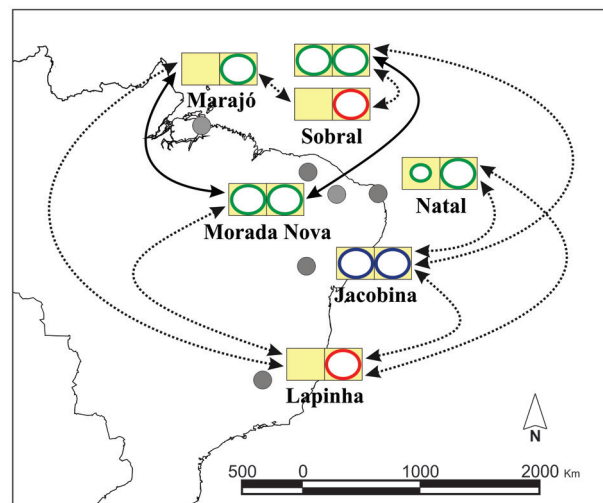 Marajó
Sobral
Natal
Morada Nova
Jacobina
Lapinha
N
500 0 1000 2000 Km